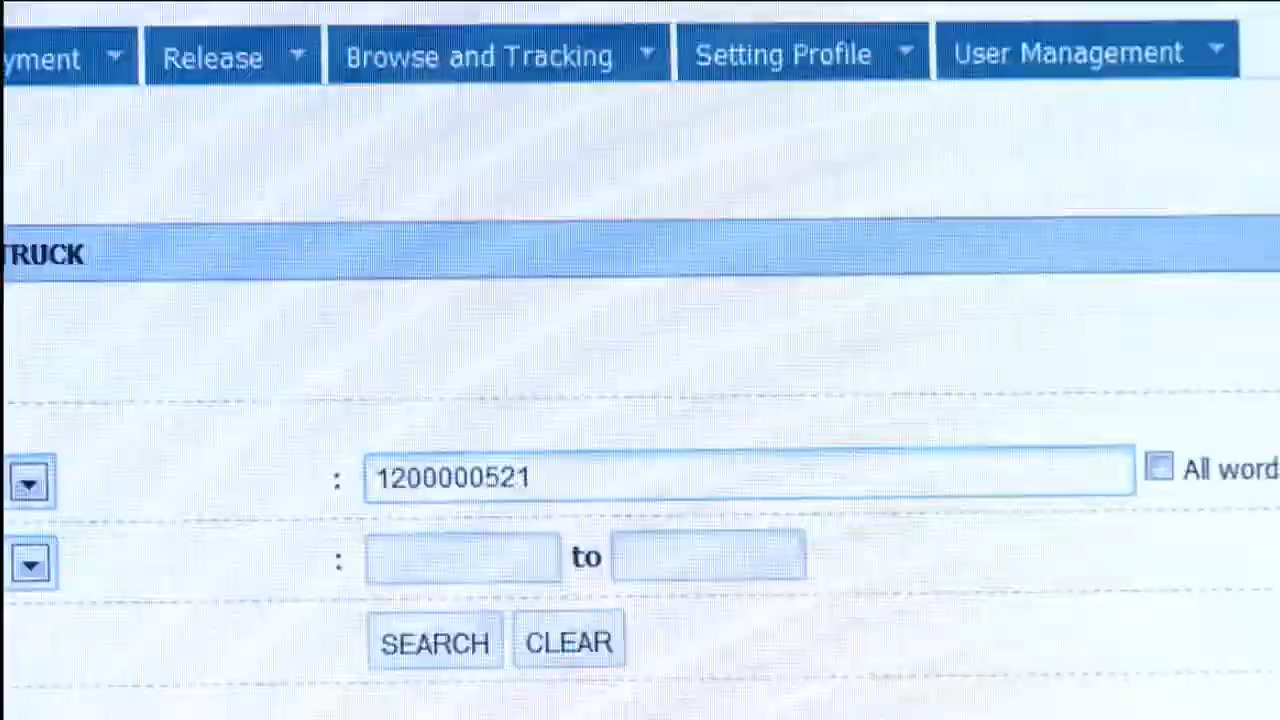 yment Release Browse and Tracking Setting Profile User Management
TRUCK
: 1200000521 All word
: to
SEARCH CLEAR